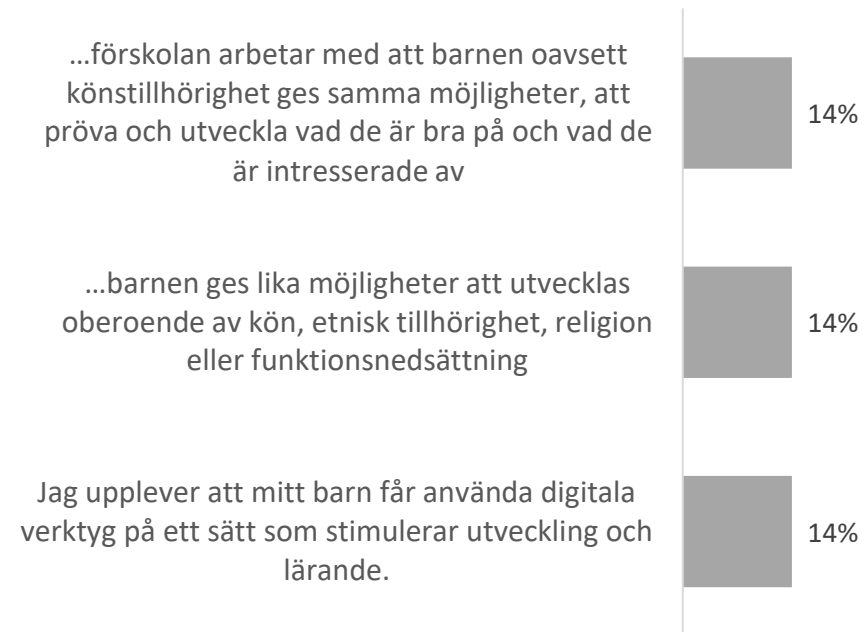 …förskolan arbetar med att barnen oavsett
könstillhörighet ges samma möjligheter, att
pröva och utveckla vad de är bra på och vad de
är intresserade av
14%
…barnen ges lika möjligheter att utvecklas
oberoende av kön, etnisk tillhörighet, religion
eller funktionsnedsättning
14%
Jag upplever att mitt barn får använda digitala
verktyg på ett sätt som stimulerar utveckling och
lärande.
14%